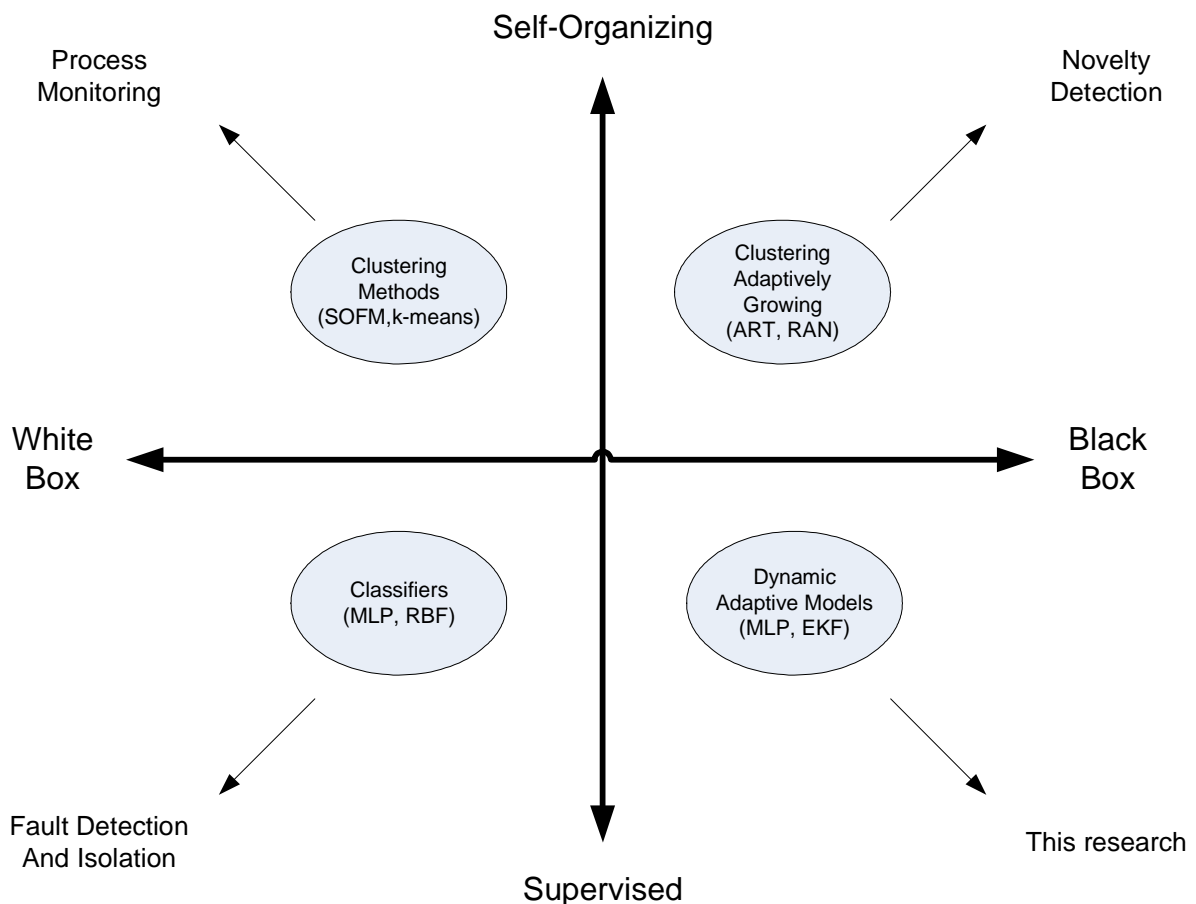 Self-Organizing
Process
Monitoring
Novelty
Detection
Clustering
Methods
(SOFM,k-means)
Clustering
Adaptively
Growing
(ART, RAN)
White
Box
Black
Box
Classifiers
(MLP, RBF)
Dynamic
Adaptive Models
(MLP, EKF)
Fault Detection
And Isolation
This research
Supervised